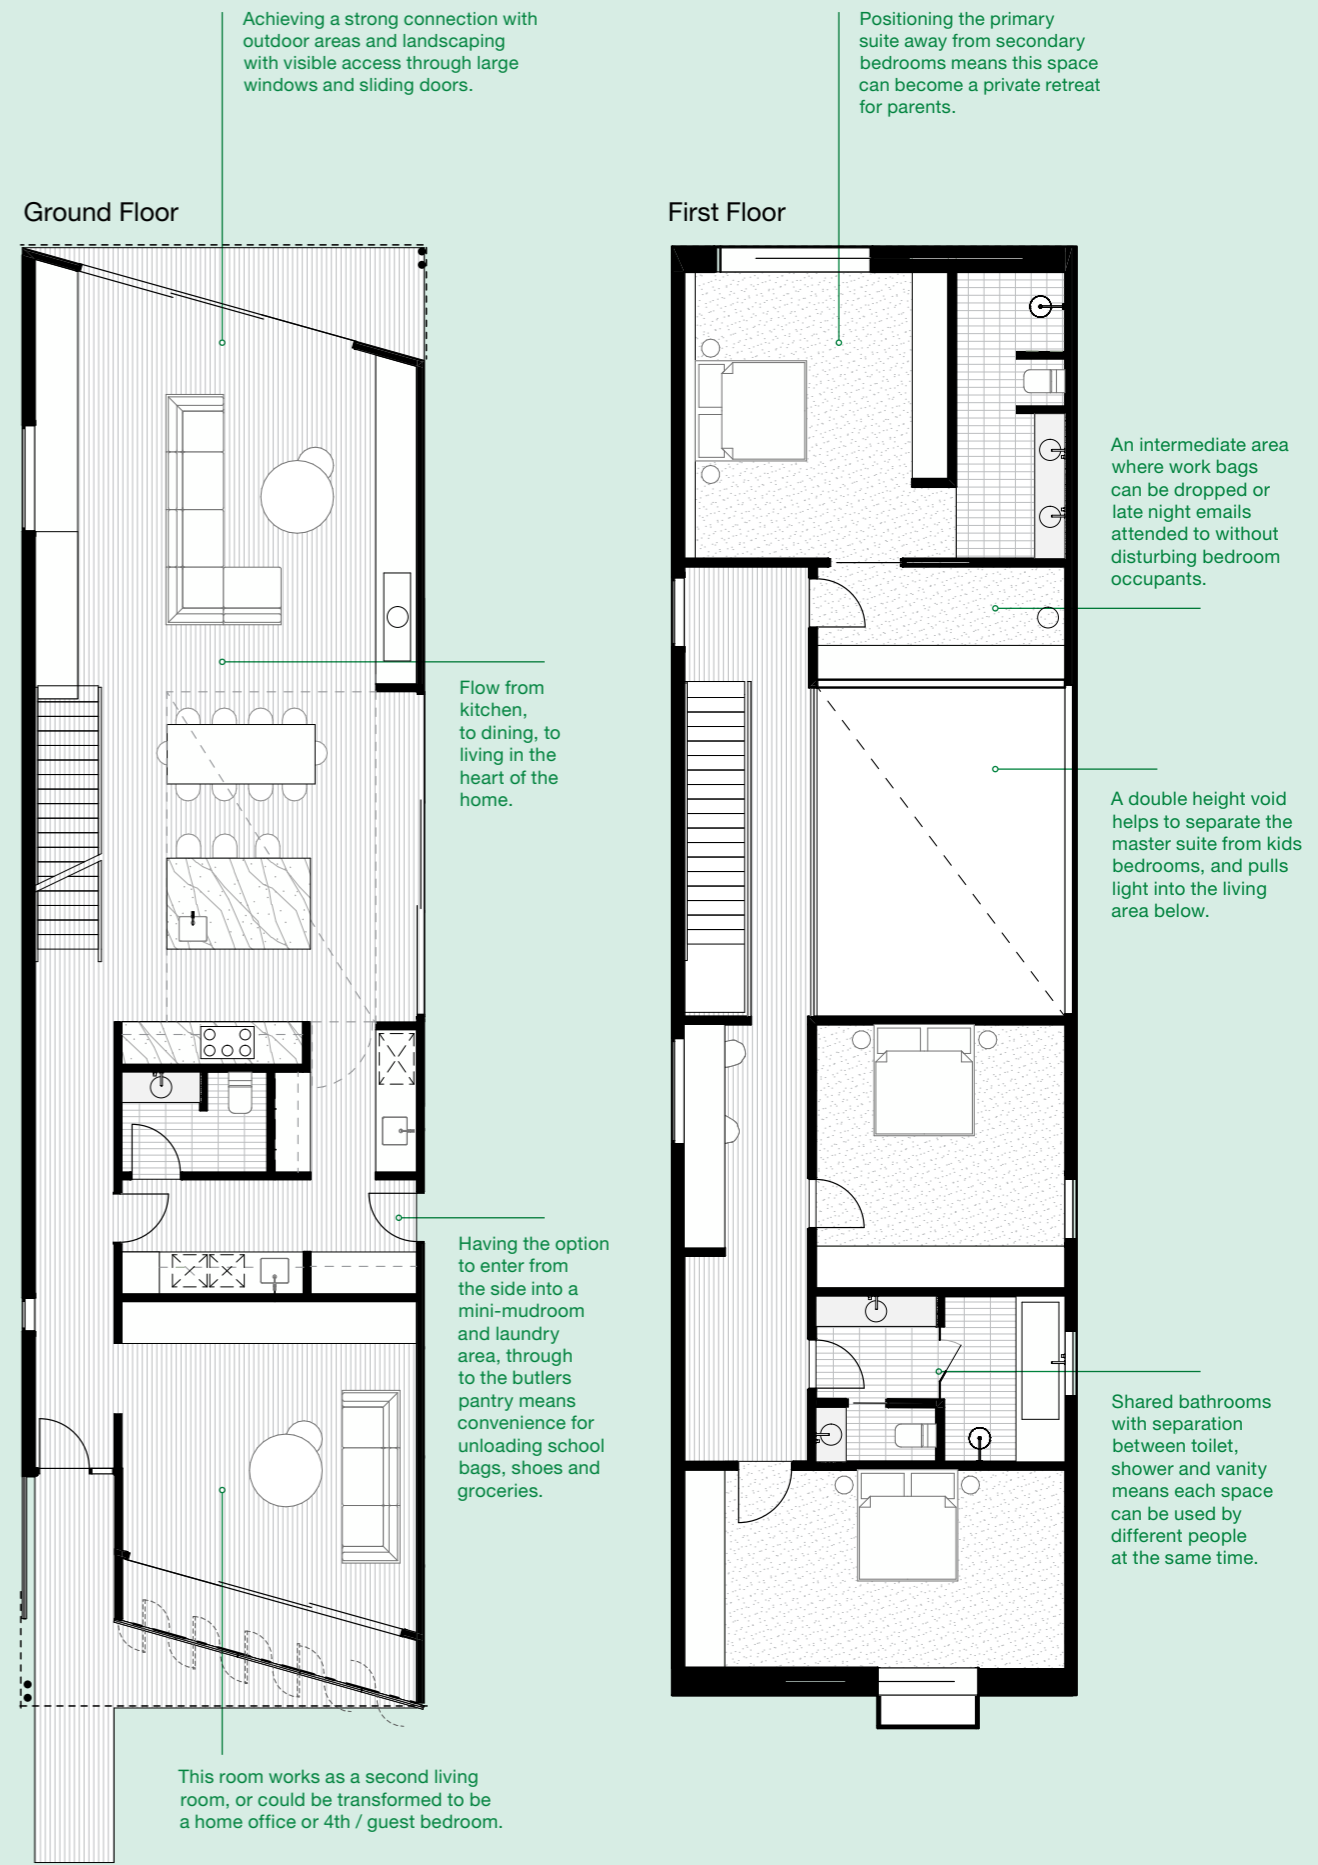 Achieving a strong connection with
outdoor areas and landscaping
with visible access through large
windows and sliding doors.
Positioning the primary
suite away from secondary
bedrooms means this space
can become a private retreat
for parents.
Ground Floor
First Floor
An intermediate area
where work bags
can be dropped or
late night emails
attended to without
disturbing bedroom
occupants.
Flow from
kitchen,
to dining, to
living in the
heart of the
home.
A double height void
helps to separate the
master suite from kids
bedrooms, and pulls
light into the living
area below.
Having the option
to enter from
the side into a
mini-mudroom
and laundry
area, through
to the butlers
pantry means
convenience for
unloading school
bags, shoes and
groceries.
Shared bathrooms
with separation
between toilet,
shower and vanity
means each space
can be used by
different people
at the same time.
This room works as a second living
room, or could be transformed to be
a home office or 4th / guest bedroom.